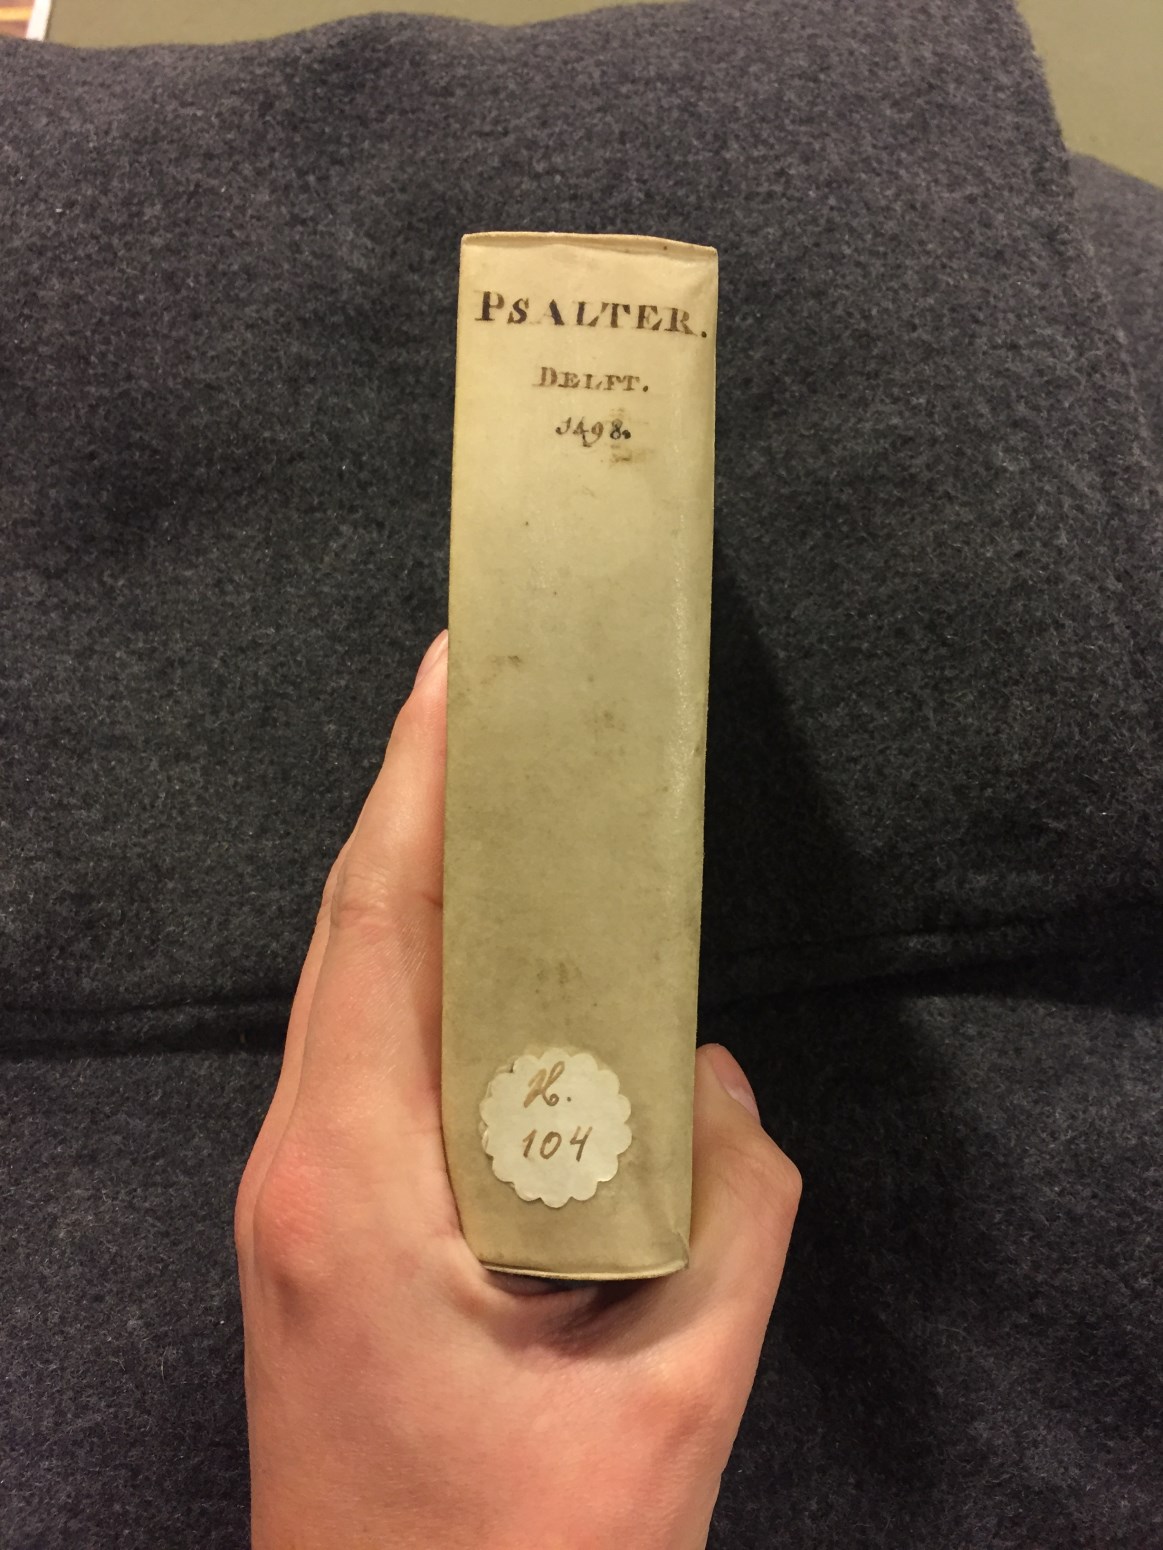 PSALTER.
DELFT.
1498.
H.
104